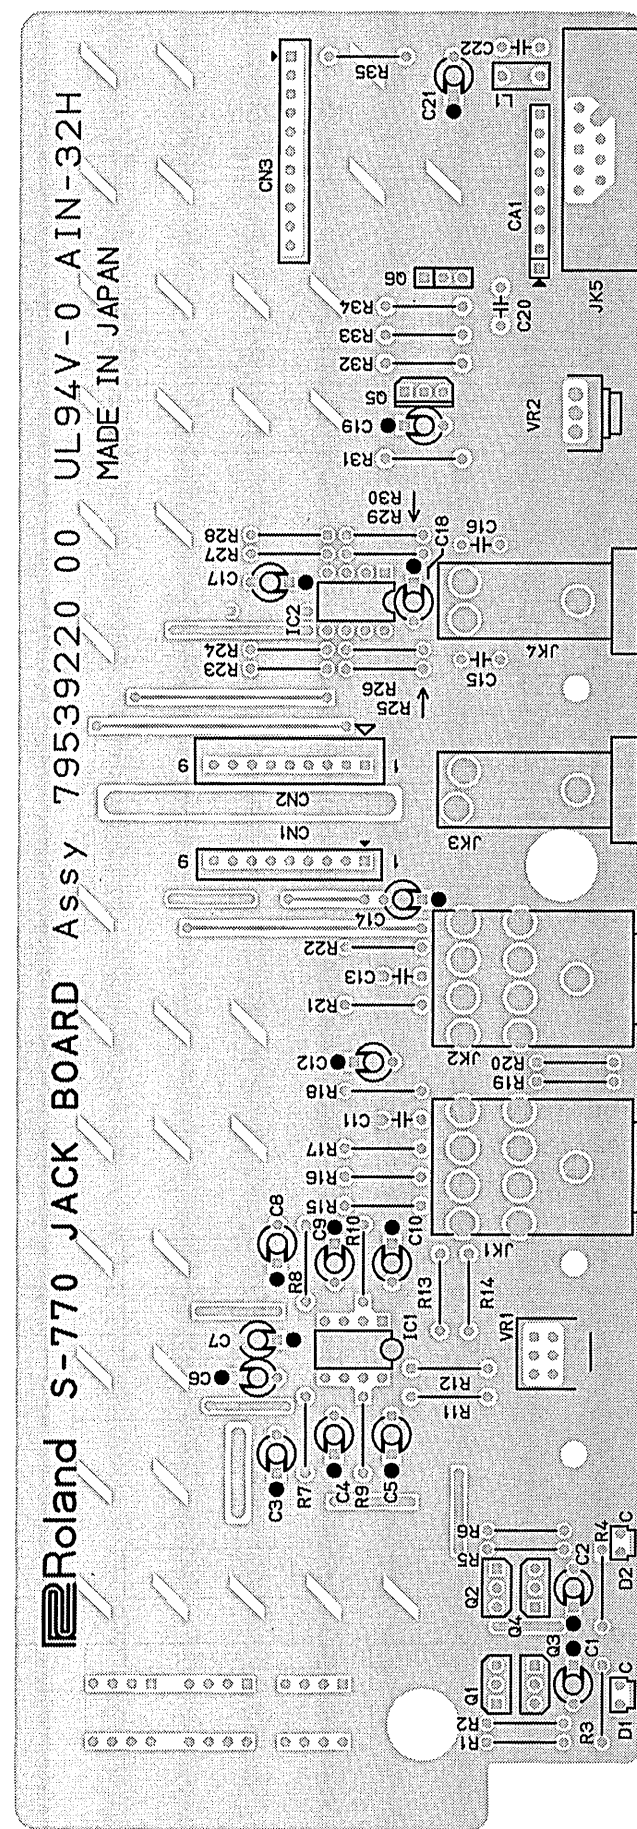 Roland S-770 JACK BOARD Assy 79539220 00 UL94V-0 AIN-32H
MADE IN JAPAN
C22
R35
C21
L1
CN3
CA1
JK5
Q6
R34
C20
R33
R32
Q5
C19
VR2
R31
R30
R29
C18
C16
R28
R27
C17
IC2
JK4
R24
R23
R26
R25
C15
9
1
CN2
JK3
CN1
9
1
C14
R22
C13
R21
JK2
C12
R20
R19
R18
C11
R17
R16
R15
JK1
C8
C9
R10
C10
R8
R13
R14
C7
IC1
VR1
C6
R12
R11
C3
R7
C4
R9
C5
R6
R5
R4
C
Q2
C2
D2
Q4
Q3
C1
Q1
C
R2
R1
R3
D1